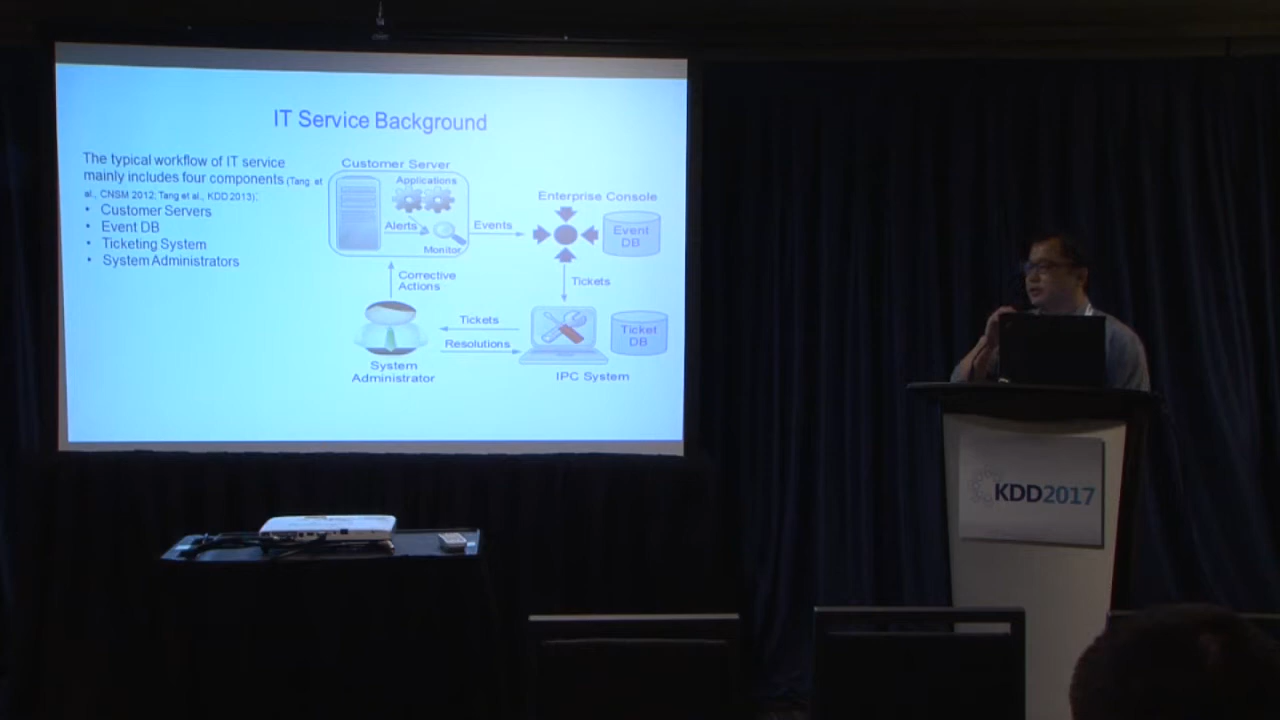 IT Service Background
The typical workflow of IT service
mainly includes four components (Tang et
al., CNSM 2012; Tang et al., KDD 2013):
• Customer Servers
• Event DB
• Ticketing System
• System Administrators
Customer Server
Applications
Alerts
Monitor
Events
Enterprise Console
Event
DB
Corrective
Actions
Tickets
Tickets
Resolutions
Ticket
DB
System
Administrator
IPC System
KDD2017